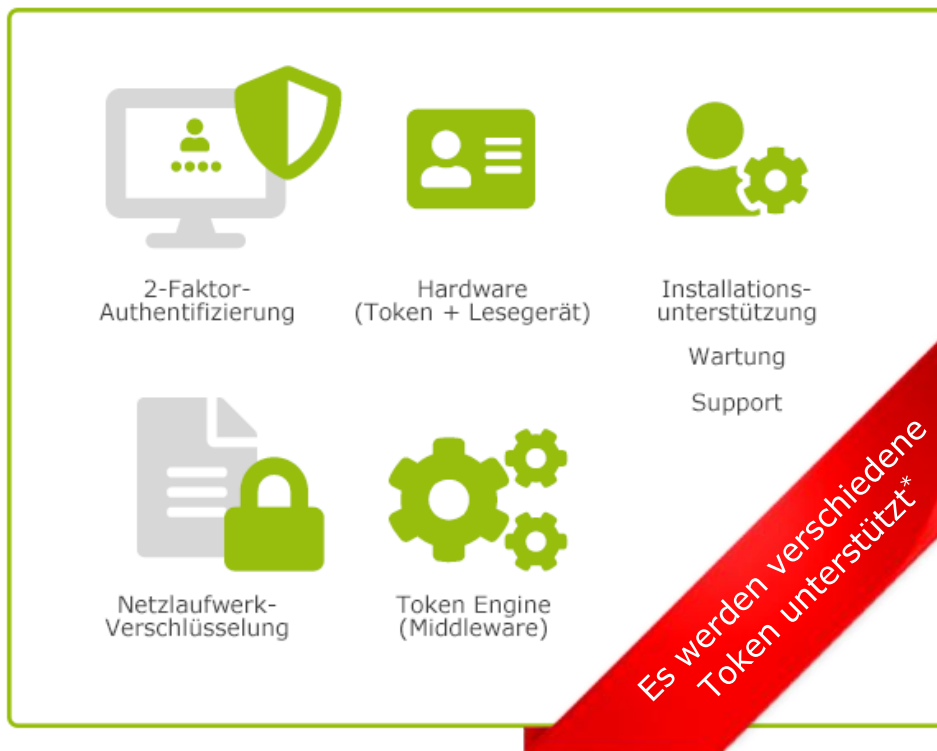 2-Faktor-
Authentifizierung
Hardware
(Token + Lesegerät)
Installations-
unterstützung
Wartung
Support
Netzlaufwerk-
Verschlüsselung
Token Engine
(Middleware)
Es werden verschiedene
Token unterstützt*